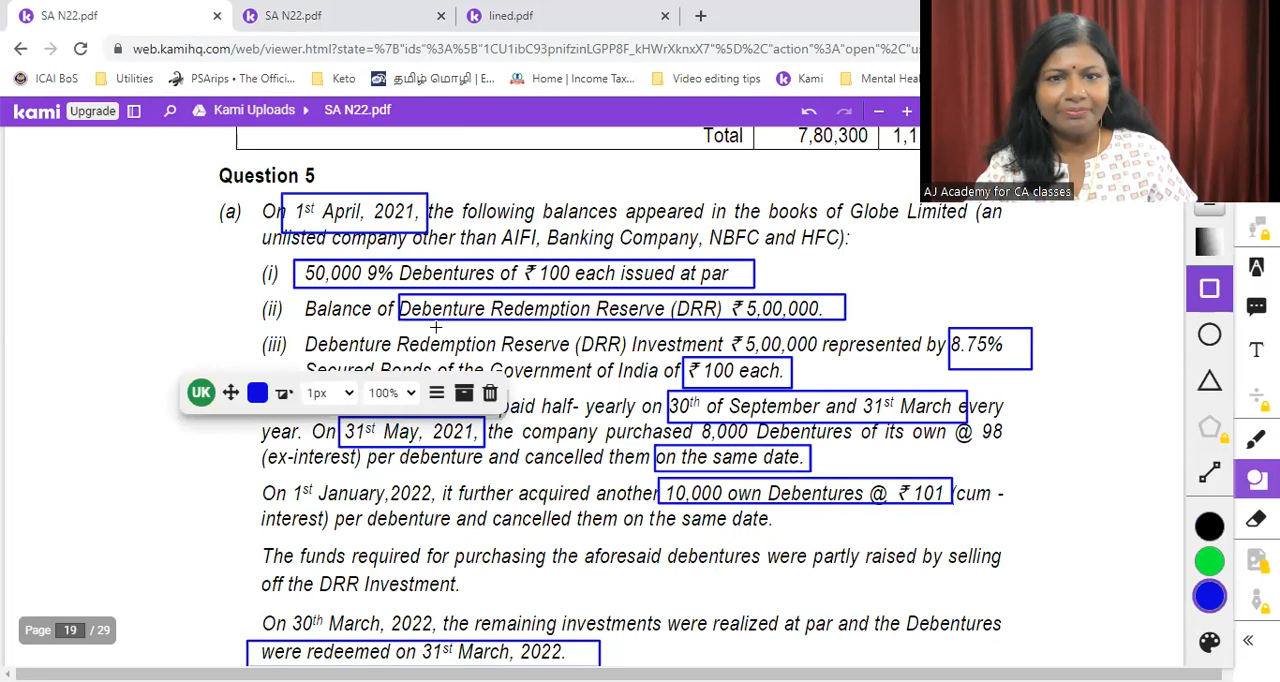 SA N22.pdf
SA N22.pdf
lined.pdf
web.kamihq.com/web/viewer.html?state=%7B"ids"%3A%5B"1CU1ibC93pnifzinLGPP8F_kHWrXknxX7"%5D%2C"action"%3A"open"%2C"u
ICAI BoS
Utilities
PSArips - The Offici...
Keto
தமிழ் மொழி | E...
Home | Income Tax...
Video editing tips
Kami
Mental Hea
kami
Upgrade
Kami Uploads
SA N22.pdf
AJ Academy for CA classes
Total 7,80,300 1,1
Question 5
(a) On 1st April, 2021, the following balances appeared in the books of Globe Limited (an
unlisted company other than AIFI, Banking Company, NBFC and HFC):
(i) 50,000 9% Debentures of ₹ 100 each issued at par
(ii) Balance of Debenture Redemption Reserve (DRR) ₹ 5,00,000.
(iii) Debenture Redemption Reserve (DRR) Investment ₹ 5,00,000 represented by 8.75%
Secured Bonds of the Government of India of ₹ 100 each.
UK
1px
100%
paid half- yearly on 30th of September and 31st March every
year. On 31st May, 2021, the company purchased 8,000 Debentures of its own @ 98
(ex-interest) per debenture and cancelled them on the same date.
On 1st January,2022, it further acquired another 10,000 own Debentures @ ₹ 101 (cum -
interest) per debenture and cancelled them on the same date.
The funds required for purchasing the aforesaid debentures were partly raised by selling
off the DRR Investment.
On 30th March, 2022, the remaining investments were realized at par and the Debentures
were redeemed on 31st March, 2022.
Page 19 / 29